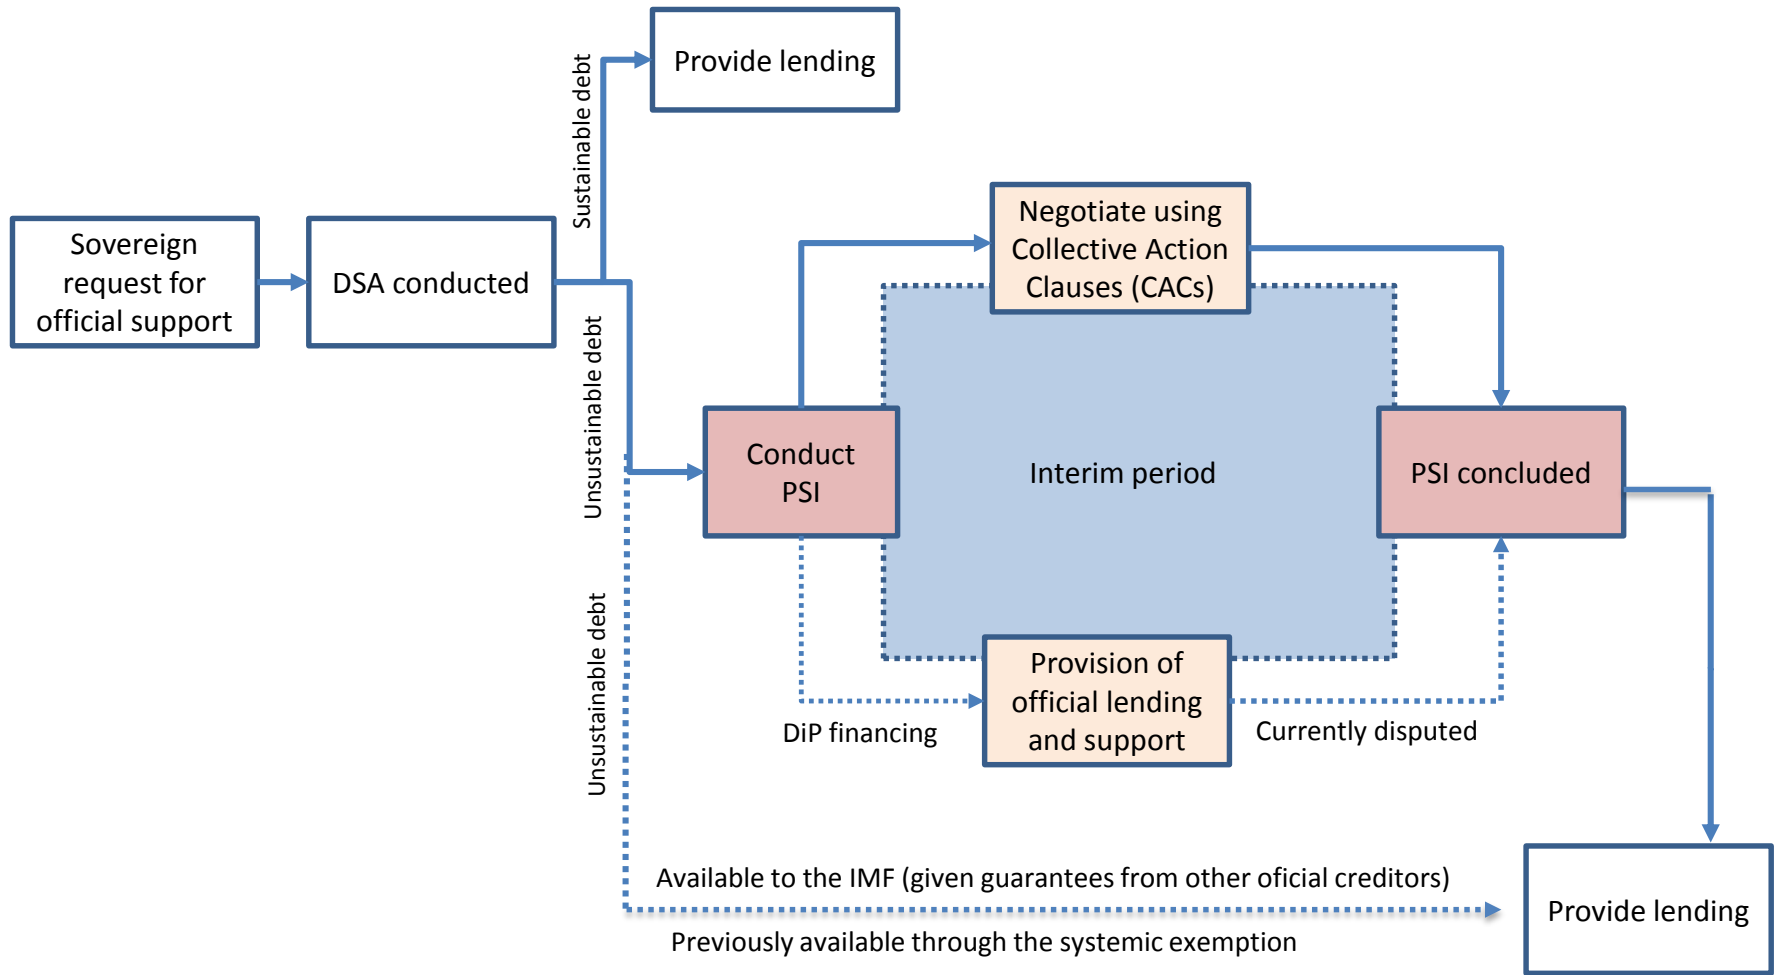 Provide lending
Sustainable debt
Sovereign
request for
official support
DSA conducted
Negotiate using
Collective Action
Clauses (CACs)
Unsustainable debt
Conduct
PSI
Interim period
PSI concluded
Unsustainable debt
Provision of
official lending
and support
DiP financing
Currently disputed
Available to the IMF (given guarantees from other oficial creditors)
Previously available through the systemic exemption
Provide lending